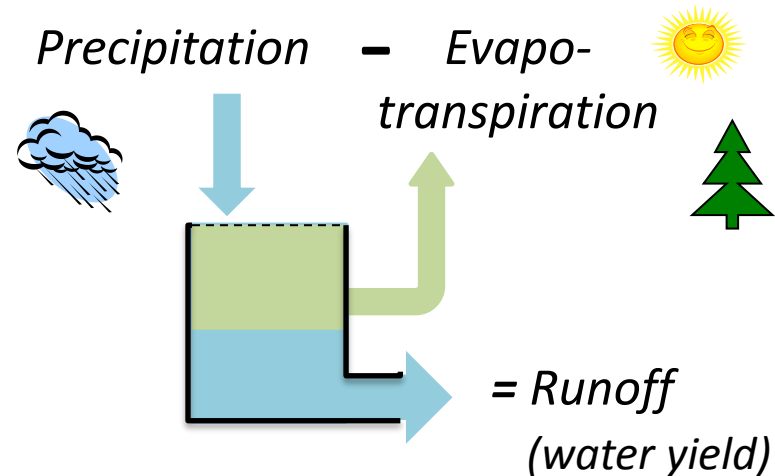 Precipitation – Evapo-
transpiration
= Runoff
(water yield)